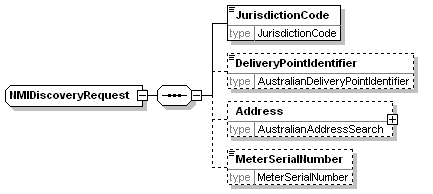 JurisdictionCode
type JurisdictionCode
DeliveryPointIdentifier
type AustralianDeliveryPointIdentifier
NMIDiscoveryRequest
Address
type AustralianAddressSearch
MeterSerialNumber
type MeterSerialNumber